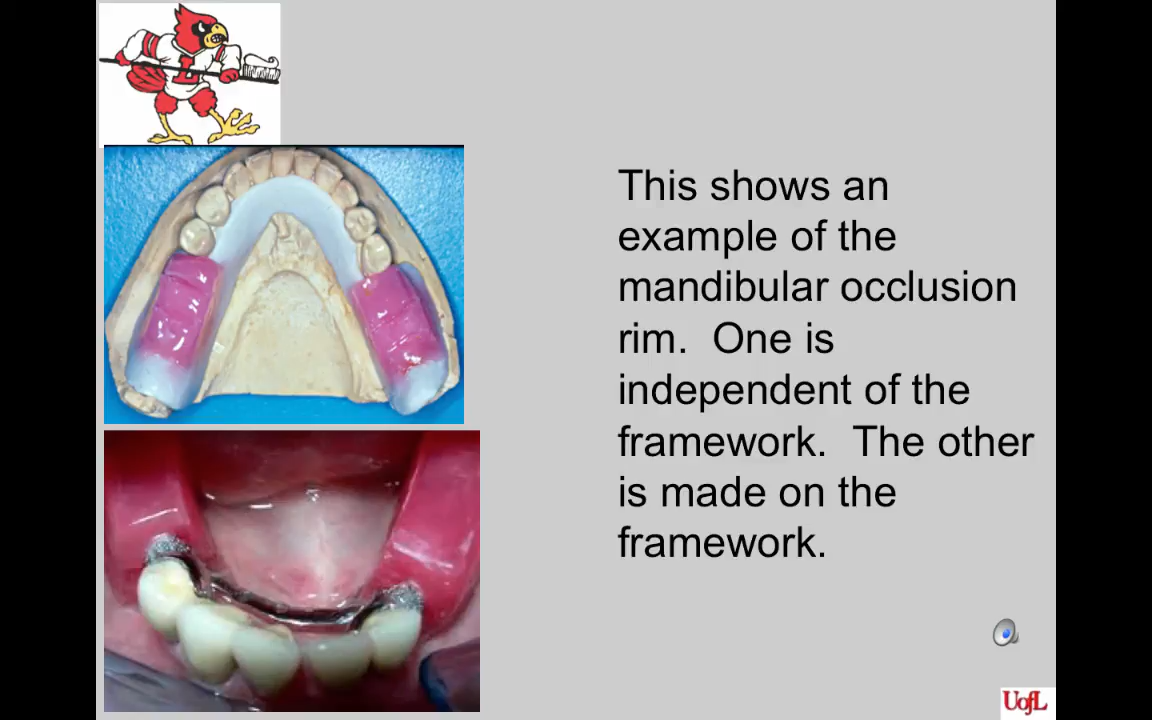 This shows an
example of the
mandibular occlusion
rim.  One is
independent of the
framework.  The other
is made on the
framework.
UofL